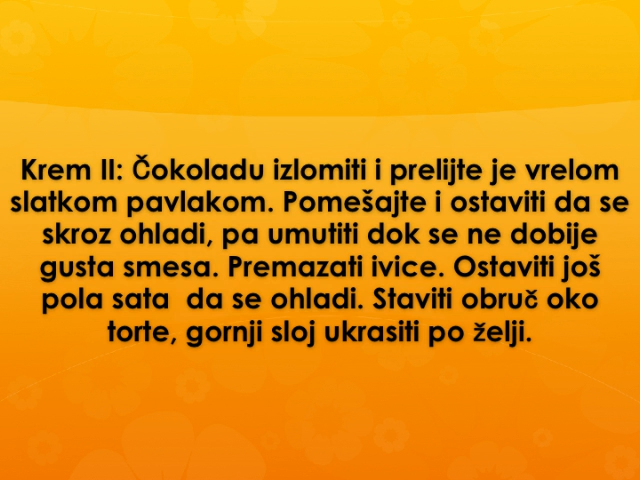 Krem II: Čokoladu izlomiti i prelijte je vrelom
slatkom pavlakom. Pomešajte i ostaviti da se
skroz ohladi, pa umutiti dok se ne dobije
gusta smesa. Premazati ivice. Ostaviti još
pola sata  da se ohladi. Staviti obruč oko
torte, gornji sloj ukrasiti po želji.